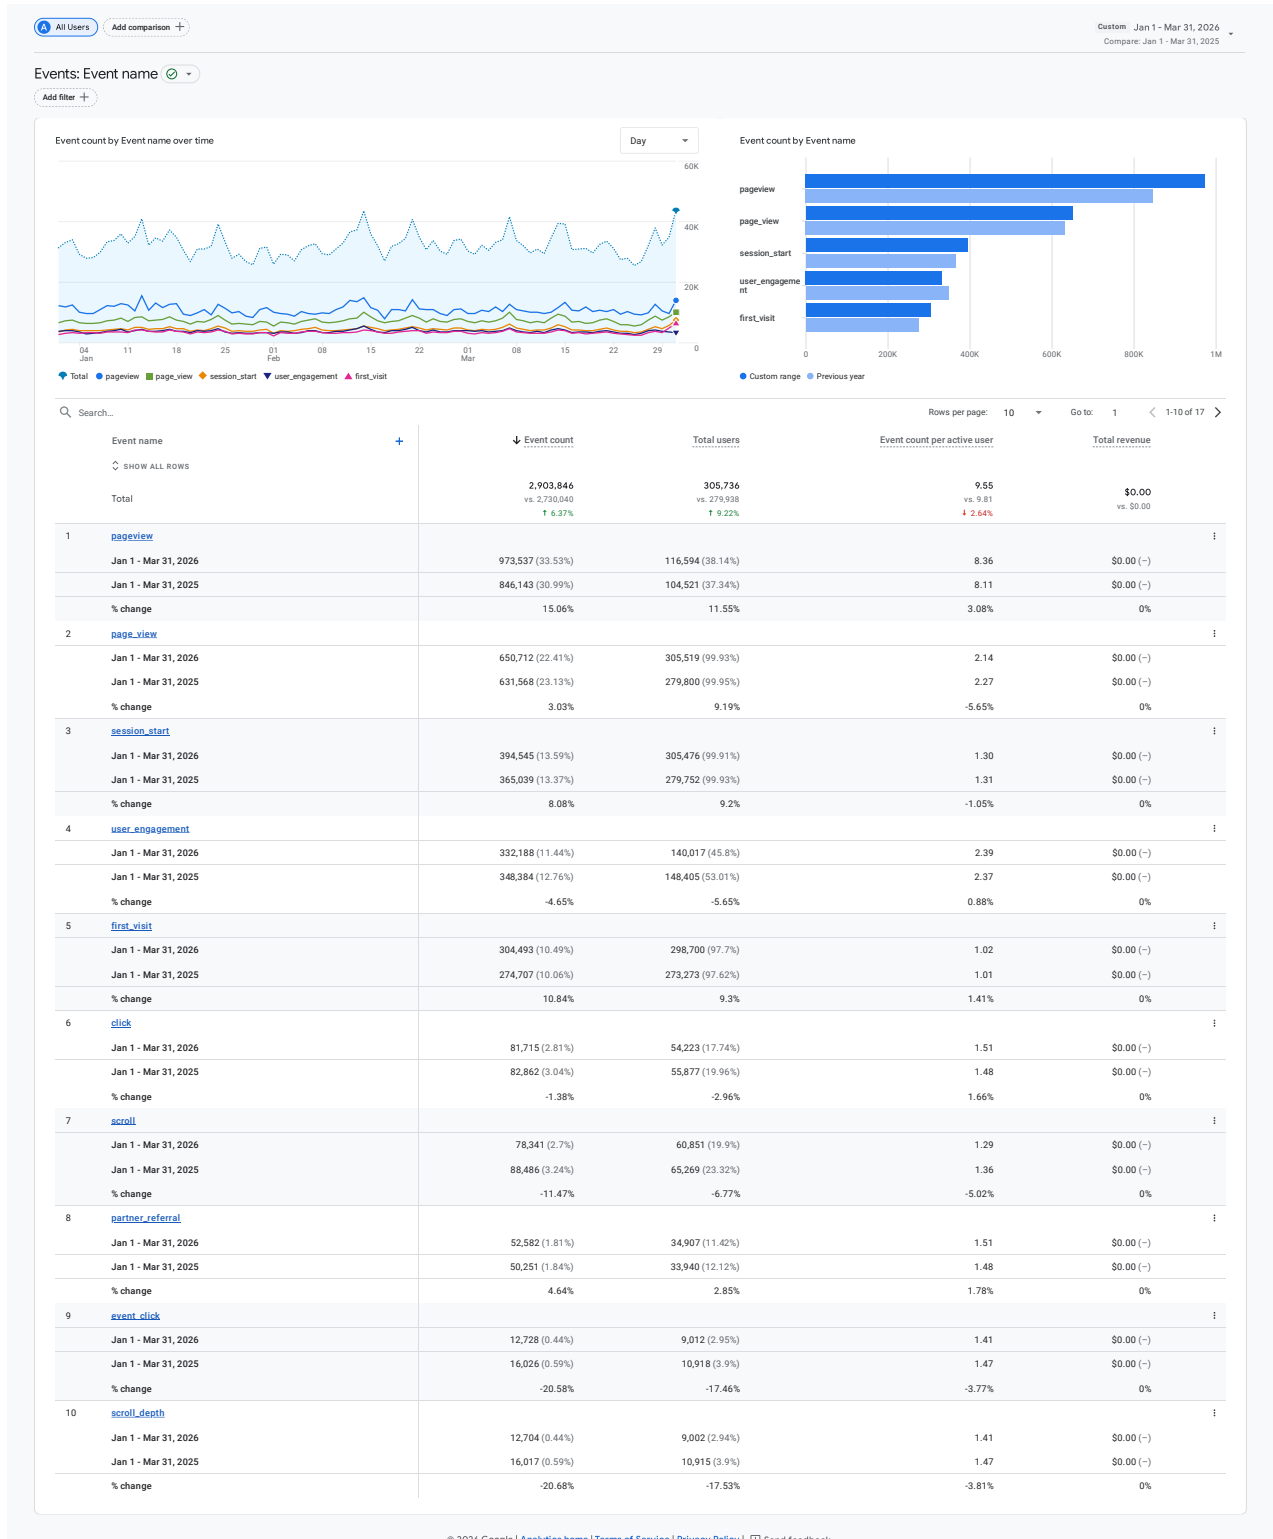 A All Users Add comparison +
Custom Jan 1 - Mar 31, 2026
Compare: Jan 1 - Mar 31, 2025
Events: Event name
Add filter +
Event count by Event name over time
Day
60K
40K
20K
0
04 Jan 11 18 25 01 Feb 08 15 22 01 Mar 08 15 22 29
Total pageview page_view session_start user_engagement first_visit
Event count by Event name
pageview
page_view
session_start
user_engageme
nt
first_visit
0 200K 400K 600K 800K 1M
Custom range Previous year
Search...
Rows per page: 10 Go to: 1 1-10 of 17
Event name + Event count Total users Event count per active user Total revenue
SHOW ALL ROWS
Total
2,903,846 305,736 9.55 $0.00
vs. 2,730,040 vs. 279,938 vs. 9.81 vs. $0.00
↑ 6.37% ↑ 9.22% ↓ 2.64%
1 pageview
Jan 1 - Mar 31, 2026 973,537 (33.53%) 116,594 (38.14%) 8.36 $0.00 (–)
Jan 1 - Mar 31, 2025 846,143 (30.99%) 104,521 (37.34%) 8.11 $0.00 (–)
% change 15.06% 11.55% 3.08% 0%
2 page_view
Jan 1 - Mar 31, 2026 650,712 (22.41%) 305,519 (99.93%) 2.14 $0.00 (–)
Jan 1 - Mar 31, 2025 631,568 (23.13%) 279,800 (99.95%) 2.27 $0.00 (–)
% change 3.03% 9.19% -5.65% 0%
3 session_start
Jan 1 - Mar 31, 2026 394,545 (13.59%) 305,476 (99.91%) 1.30 $0.00 (–)
Jan 1 - Mar 31, 2025 365,039 (13.37%) 279,752 (99.93%) 1.31 $0.00 (–)
% change 8.08% 9.2% -1.05% 0%
4 user_engagement
Jan 1 - Mar 31, 2026 332,188 (11.44%) 140,017 (45.8%) 2.39 $0.00 (–)
Jan 1 - Mar 31, 2025 348,384 (12.76%) 148,405 (53.01%) 2.37 $0.00 (–)
% change -4.65% -5.65% 0.88% 0%
5 first_visit
Jan 1 - Mar 31, 2026 304,493 (10.49%) 298,700 (97.7%) 1.02 $0.00 (–)
Jan 1 - Mar 31, 2025 274,707 (10.06%) 273,273 (97.62%) 1.01 $0.00 (–)
% change 10.84% 9.3% 1.41% 0%
6 click
Jan 1 - Mar 31, 2026 81,715 (2.81%) 54,223 (17.74%) 1.51 $0.00 (–)
Jan 1 - Mar 31, 2025 82,862 (3.04%) 55,877 (19.96%) 1.48 $0.00 (–)
% change -1.38% -2.96% 1.66% 0%
7 scroll
Jan 1 - Mar 31, 2026 78,341 (2.7%) 60,851 (19.9%) 1.29 $0.00 (–)
Jan 1 - Mar 31, 2025 88,486 (3.24%) 65,269 (23.32%) 1.36 $0.00 (–)
% change -11.47% -6.77% -5.02% 0%
8 partner_referral
Jan 1 - Mar 31, 2026 52,582 (1.81%) 34,907 (11.42%) 1.51 $0.00 (–)
Jan 1 - Mar 31, 2025 50,251 (1.84%) 33,940 (12.12%) 1.48 $0.00 (–)
% change 4.64% 2.85% 1.78% 0%
9 event_click
Jan 1 - Mar 31, 2026 12,728 (0.44%) 9,012 (2.95%) 1.41 $0.00 (–)
Jan 1 - Mar 31, 2025 16,026 (0.59%) 10,918 (3.9%) 1.47 $0.00 (–)
% change -20.58% -17.46% -3.77% 0%
10 scroll_depth
Jan 1 - Mar 31, 2026 12,704 (0.44%) 9,002 (2.94%) 1.41 $0.00 (–)
Jan 1 - Mar 31, 2025 16,017 (0.59%) 10,915 (3.9%) 1.47 $0.00 (–)
% change -20.68% -17.53% -3.81% 0%
© 2026 Google | Analytics home | Terms of Service | Privacy Policy | Send feedback